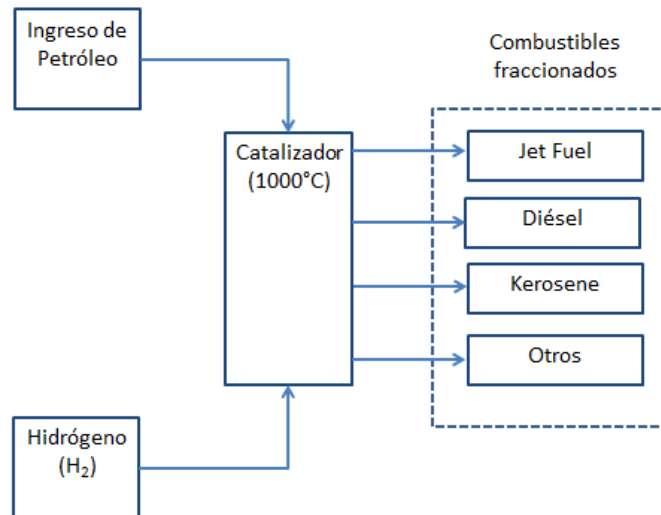 Ingreso de
Petróleo
Combustibles
fraccionados
Catalizador
(1000°C)
Jet Fuel
Diésel
Kerosene
Otros
Hidrógeno
(H₂)